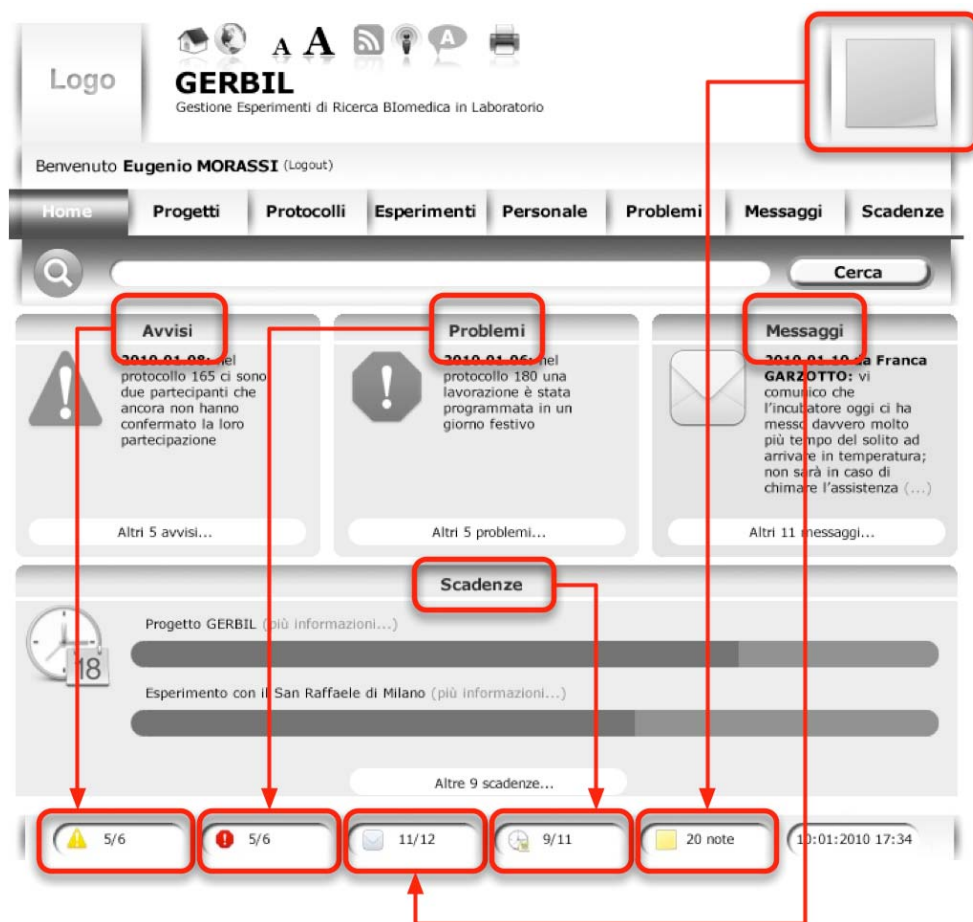 Logo
A A
A
GERBIL
Gestione Esperimenti di Ricerca BIomedica in Laboratorio
Benvenuto Eugenio MORASSI (Logout)
Home Progetti Protocolli Esperimenti Personale Problemi Messaggi Scadenze
Cerca
Avvisi
2010-01-08: nel
protocollo 165 ci sono
due partecipanti che
ancora non hanno
confermato la loro
partecipazione
Altri 5 avvisi...
Problemi
2010-01-06: nel
protocollo 180 una
lavorazione è stata
programmata in un
giorno festivo
Altri 5 problemi...
Messaggi
2010-01-10 da Franca
GARZOTTO: vi
comunico che
l'incubatore oggi ci ha
messo davvero molto
più tempo del solito ad
arrivare in temperatura;
non sarà in caso di
chimare l'assistenza (...)
Altri 11 messaggi...
Scadenze
18
Progetto GERBIL (più informazioni...)
Esperimento con il San Raffaele di Milano (più informazioni...)
Altre 9 scadenze...
5/6 5/6 11/12 9/11 20 note 10:01:2010 17:34